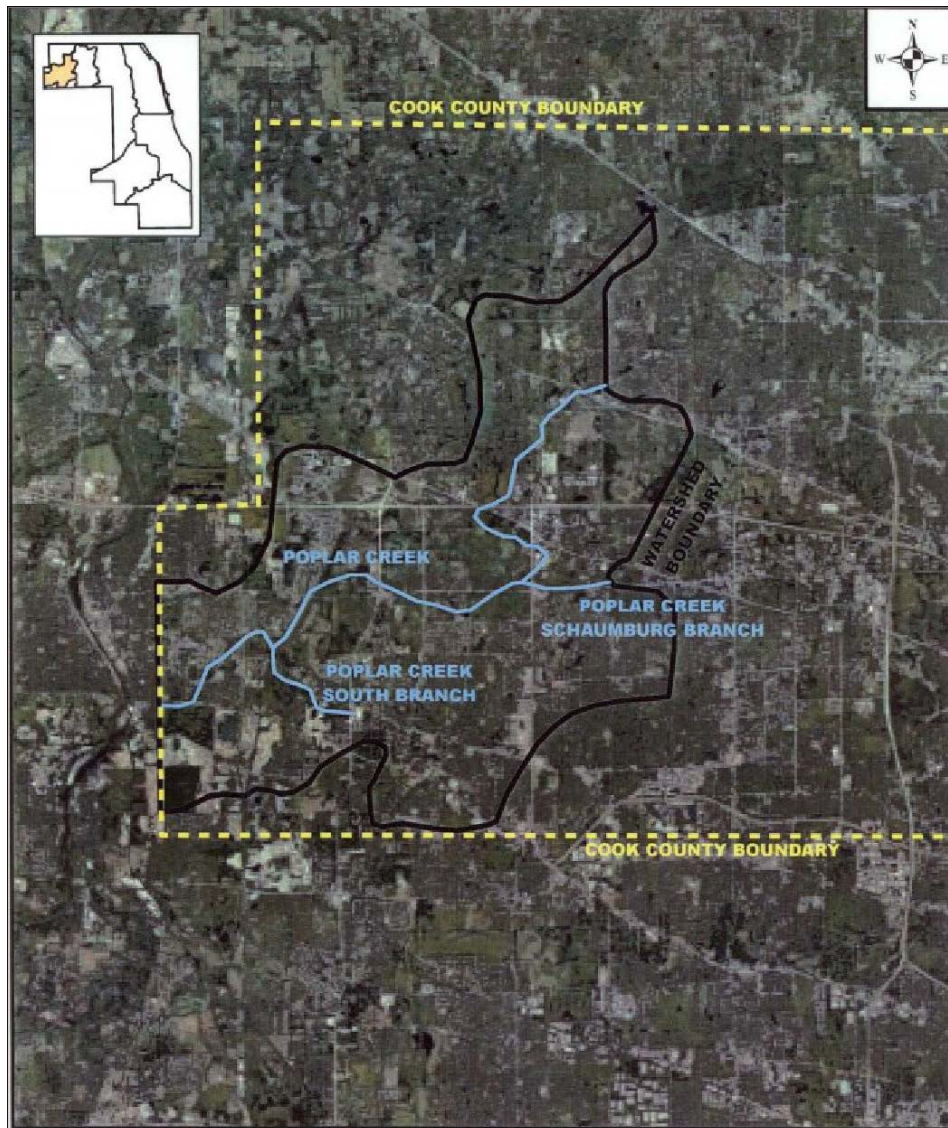 N
W E
S
COOK COUNTY BOUNDARY
WATERSHED
BOUNDARY
POPLAR CREEK
POPLAR CREEK
SCHAUMBURG BRANCH
POPLAR CREEK
SOUTH BRANCH
COOK COUNTY BOUNDARY